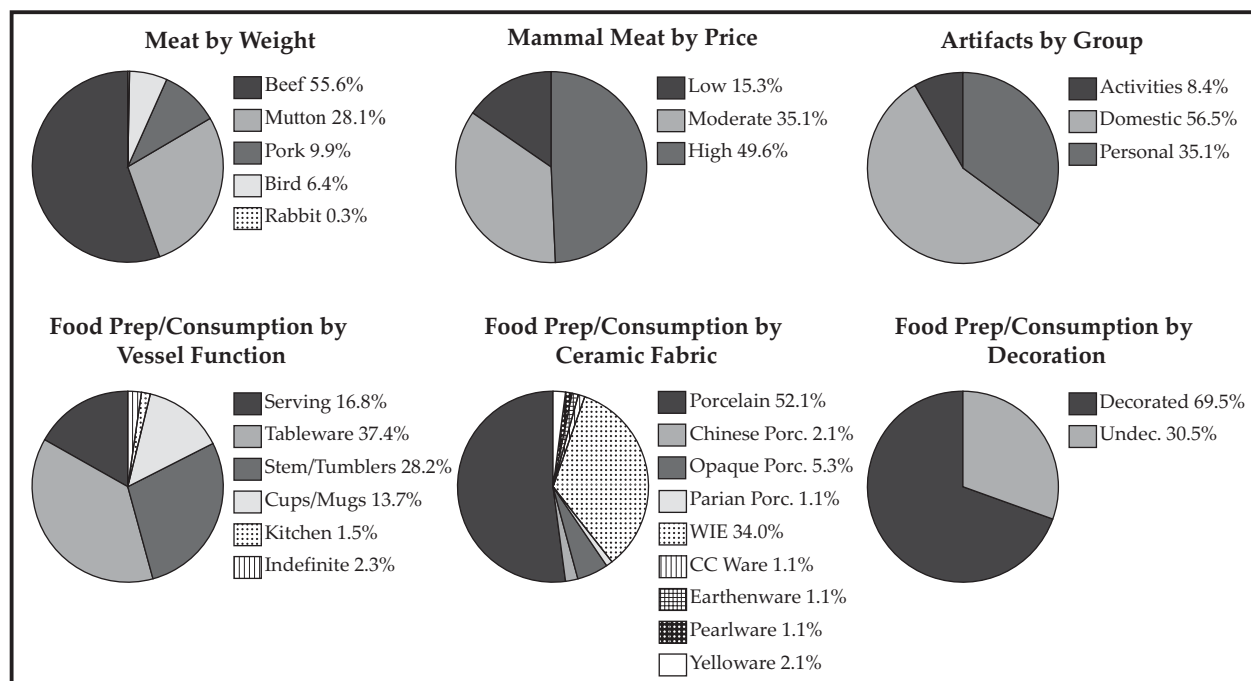 Meat by Weight
Beef 55.6%
Mutton 28.1%
Pork 9.9%
Bird 6.4%
Rabbit 0.3%
Mammal Meat by Price
Low 15.3%
Moderate 35.1%
High 49.6%
Artifacts by Group
Activities 8.4%
Domestic 56.5%
Personal 35.1%
Food Prep/Consumption by
Vessel Function
Serving 16.8%
Tableware 37.4%
Stem/Tumblers 28.2%
Cups/Mugs 13.7%
Kitchen 1.5%
Indefinite 2.3%
Food Prep/Consumption by
Ceramic Fabric
Porcelain 52.1%
Chinese Porc. 2.1%
Opaque Porc. 5.3%
Parian Porc. 1.1%
WIE 34.0%
CC Ware 1.1%
Earthenware 1.1%
Pearlware 1.1%
Yelloware 2.1%
Food Prep/Consumption by
Decoration
Decorated 69.5%
Undec. 30.5%